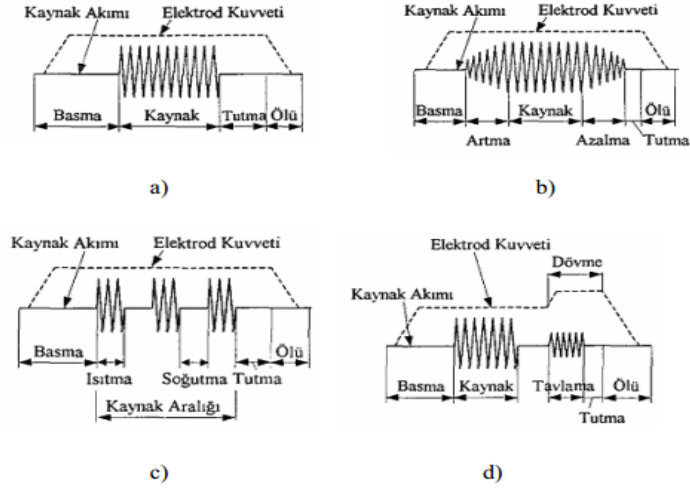 Kaynak Akımı Elektrod Kuvveti
Basma Kaynak Tutma Ölü
a)
Kaynak Akımı Elektrod Kuvveti
Basma Kaynak Ölü
Artma Azalma Tutma
b)
Kaynak Akımı Elektrod Kuvveti
Basma Ölü
Isıtma Soğutma Tutma
Kaynak Aralığı
c)
Elektrod Kuvveti Dövme
Kaynak Akımı
Basma Kaynak Tavlama Ölü
Tutma
d)